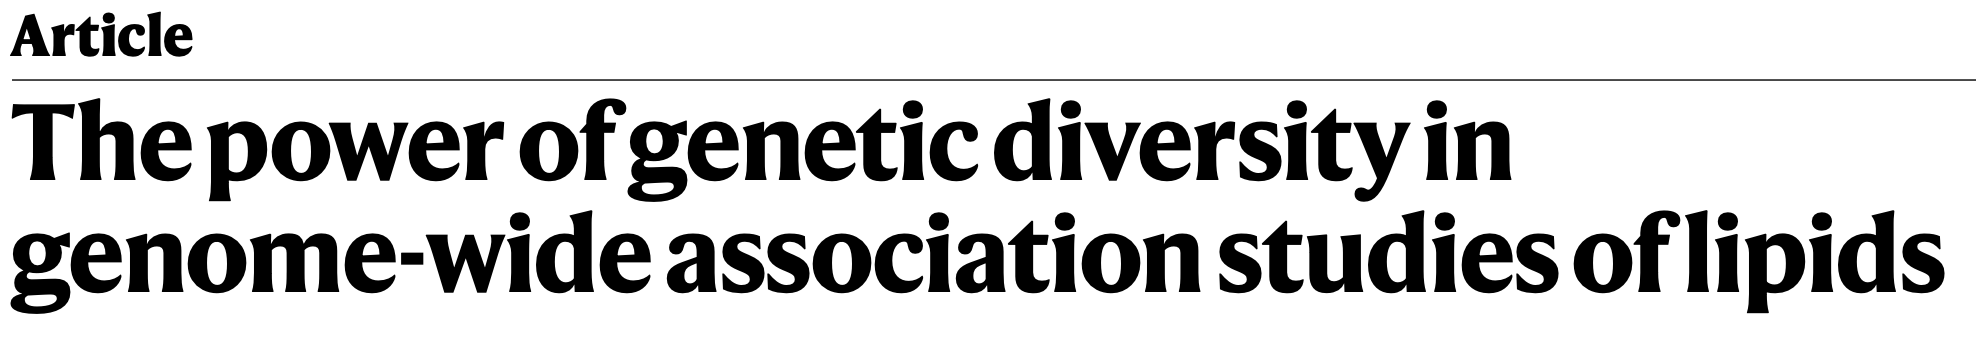 Article
The power of genetic diversity in
genome-wide association studies of lipids